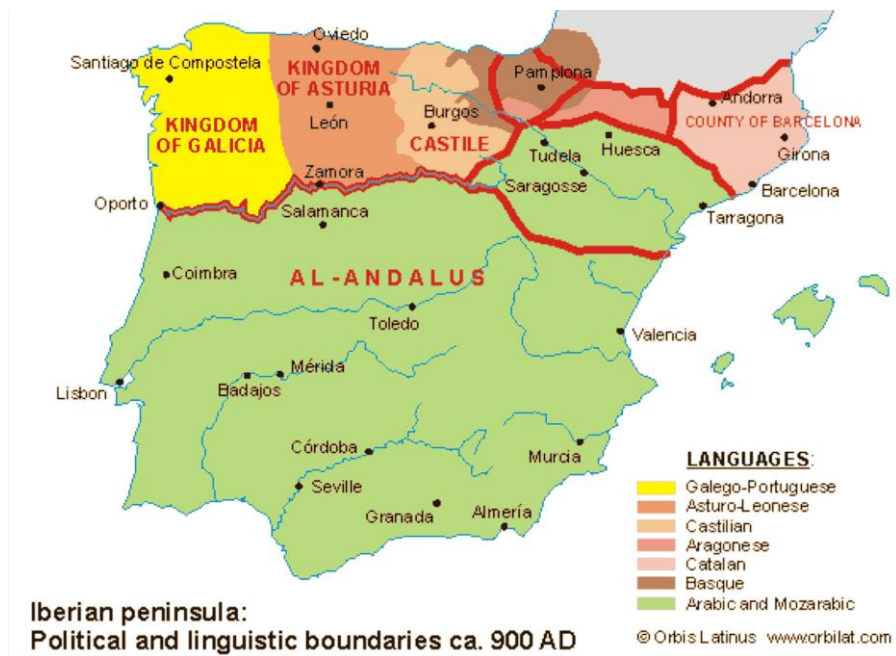 Oviedo
Santiago de Compostela
KINGDOM
OF ASTURIA
Pamplona
Andorra
León
Burgos
COUNTY OF BARCELONA
KINGDOM
OF GALICIA
CASTILE
Huesca
Girona
Tudela
Zamora
Saragosse
Barcelona
Oporto
Salamanca
Tarragona
Coimbra
AL-ANDALUS
Toledo
Valencia
Mérida
Lisbon
Badajos
Córdoba
Murcia
Seville
Granada
Almería
LANGUAGES:
Galego-Portuguese
Asturo-Leonese
Castilian
Aragonese
Catalan
Basque
Arabic and Mozarabic
Iberian peninsula:
Political and linguistic boundaries ca. 900 AD
© Orbis Latinus www.orbilat.com